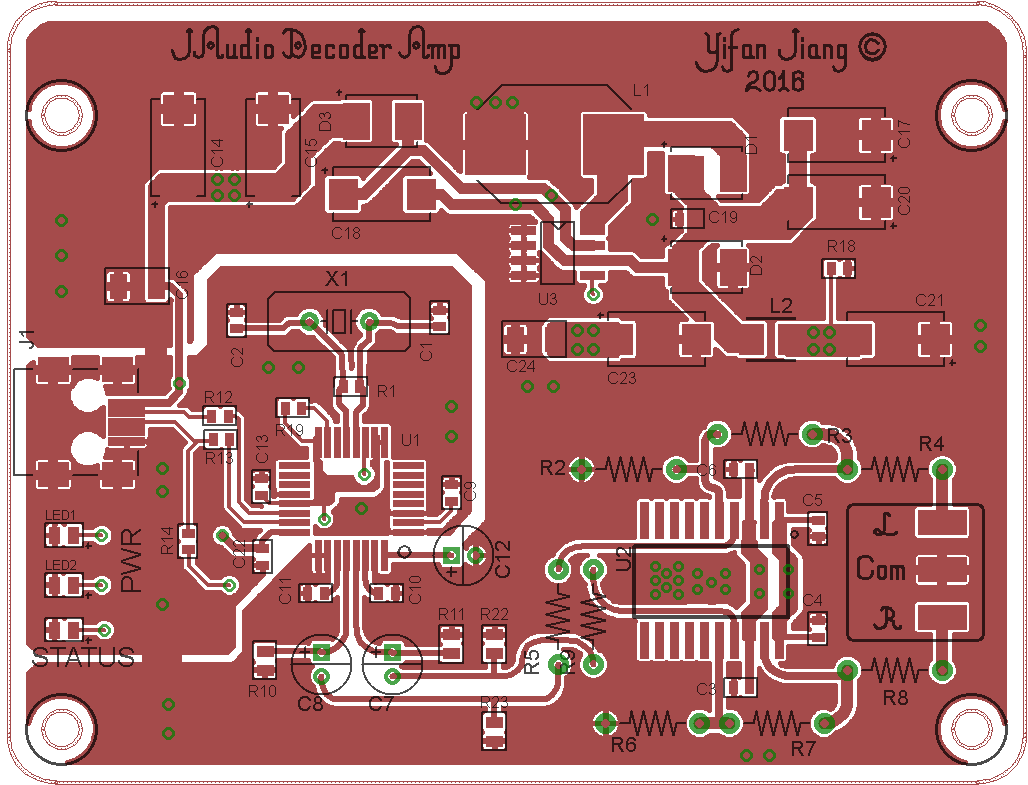 JAudio Decoder Amp
Yifan Jiang ©
2016
L1
D3
C14
C15
D1
C17
C18
C19
C20
R18
C16
X1
U3
D2
L2
C21
J1
C2
C1
C24
C23
R1
R12
R19
R13
C13
U1
C9
R2
C6
R3
R4
LED1
PWR
R14
C22
C12
U2
C5
L
Com
R
LED2
C11
C10
R11
R22
R5
R9
C4
STATUS
R10
C8
C7
C3
R8
R23
R6
R7